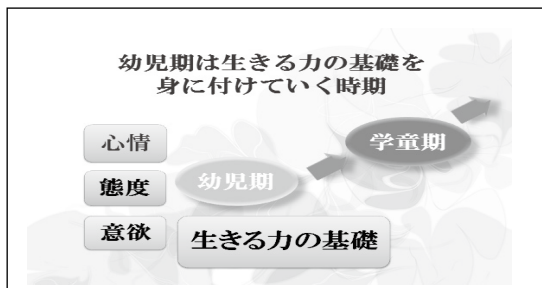 幼児期は生きる力の基礎を
身に付けていく時期
学童期
心情
幼児期
態度
意欲
生きる力の基礎